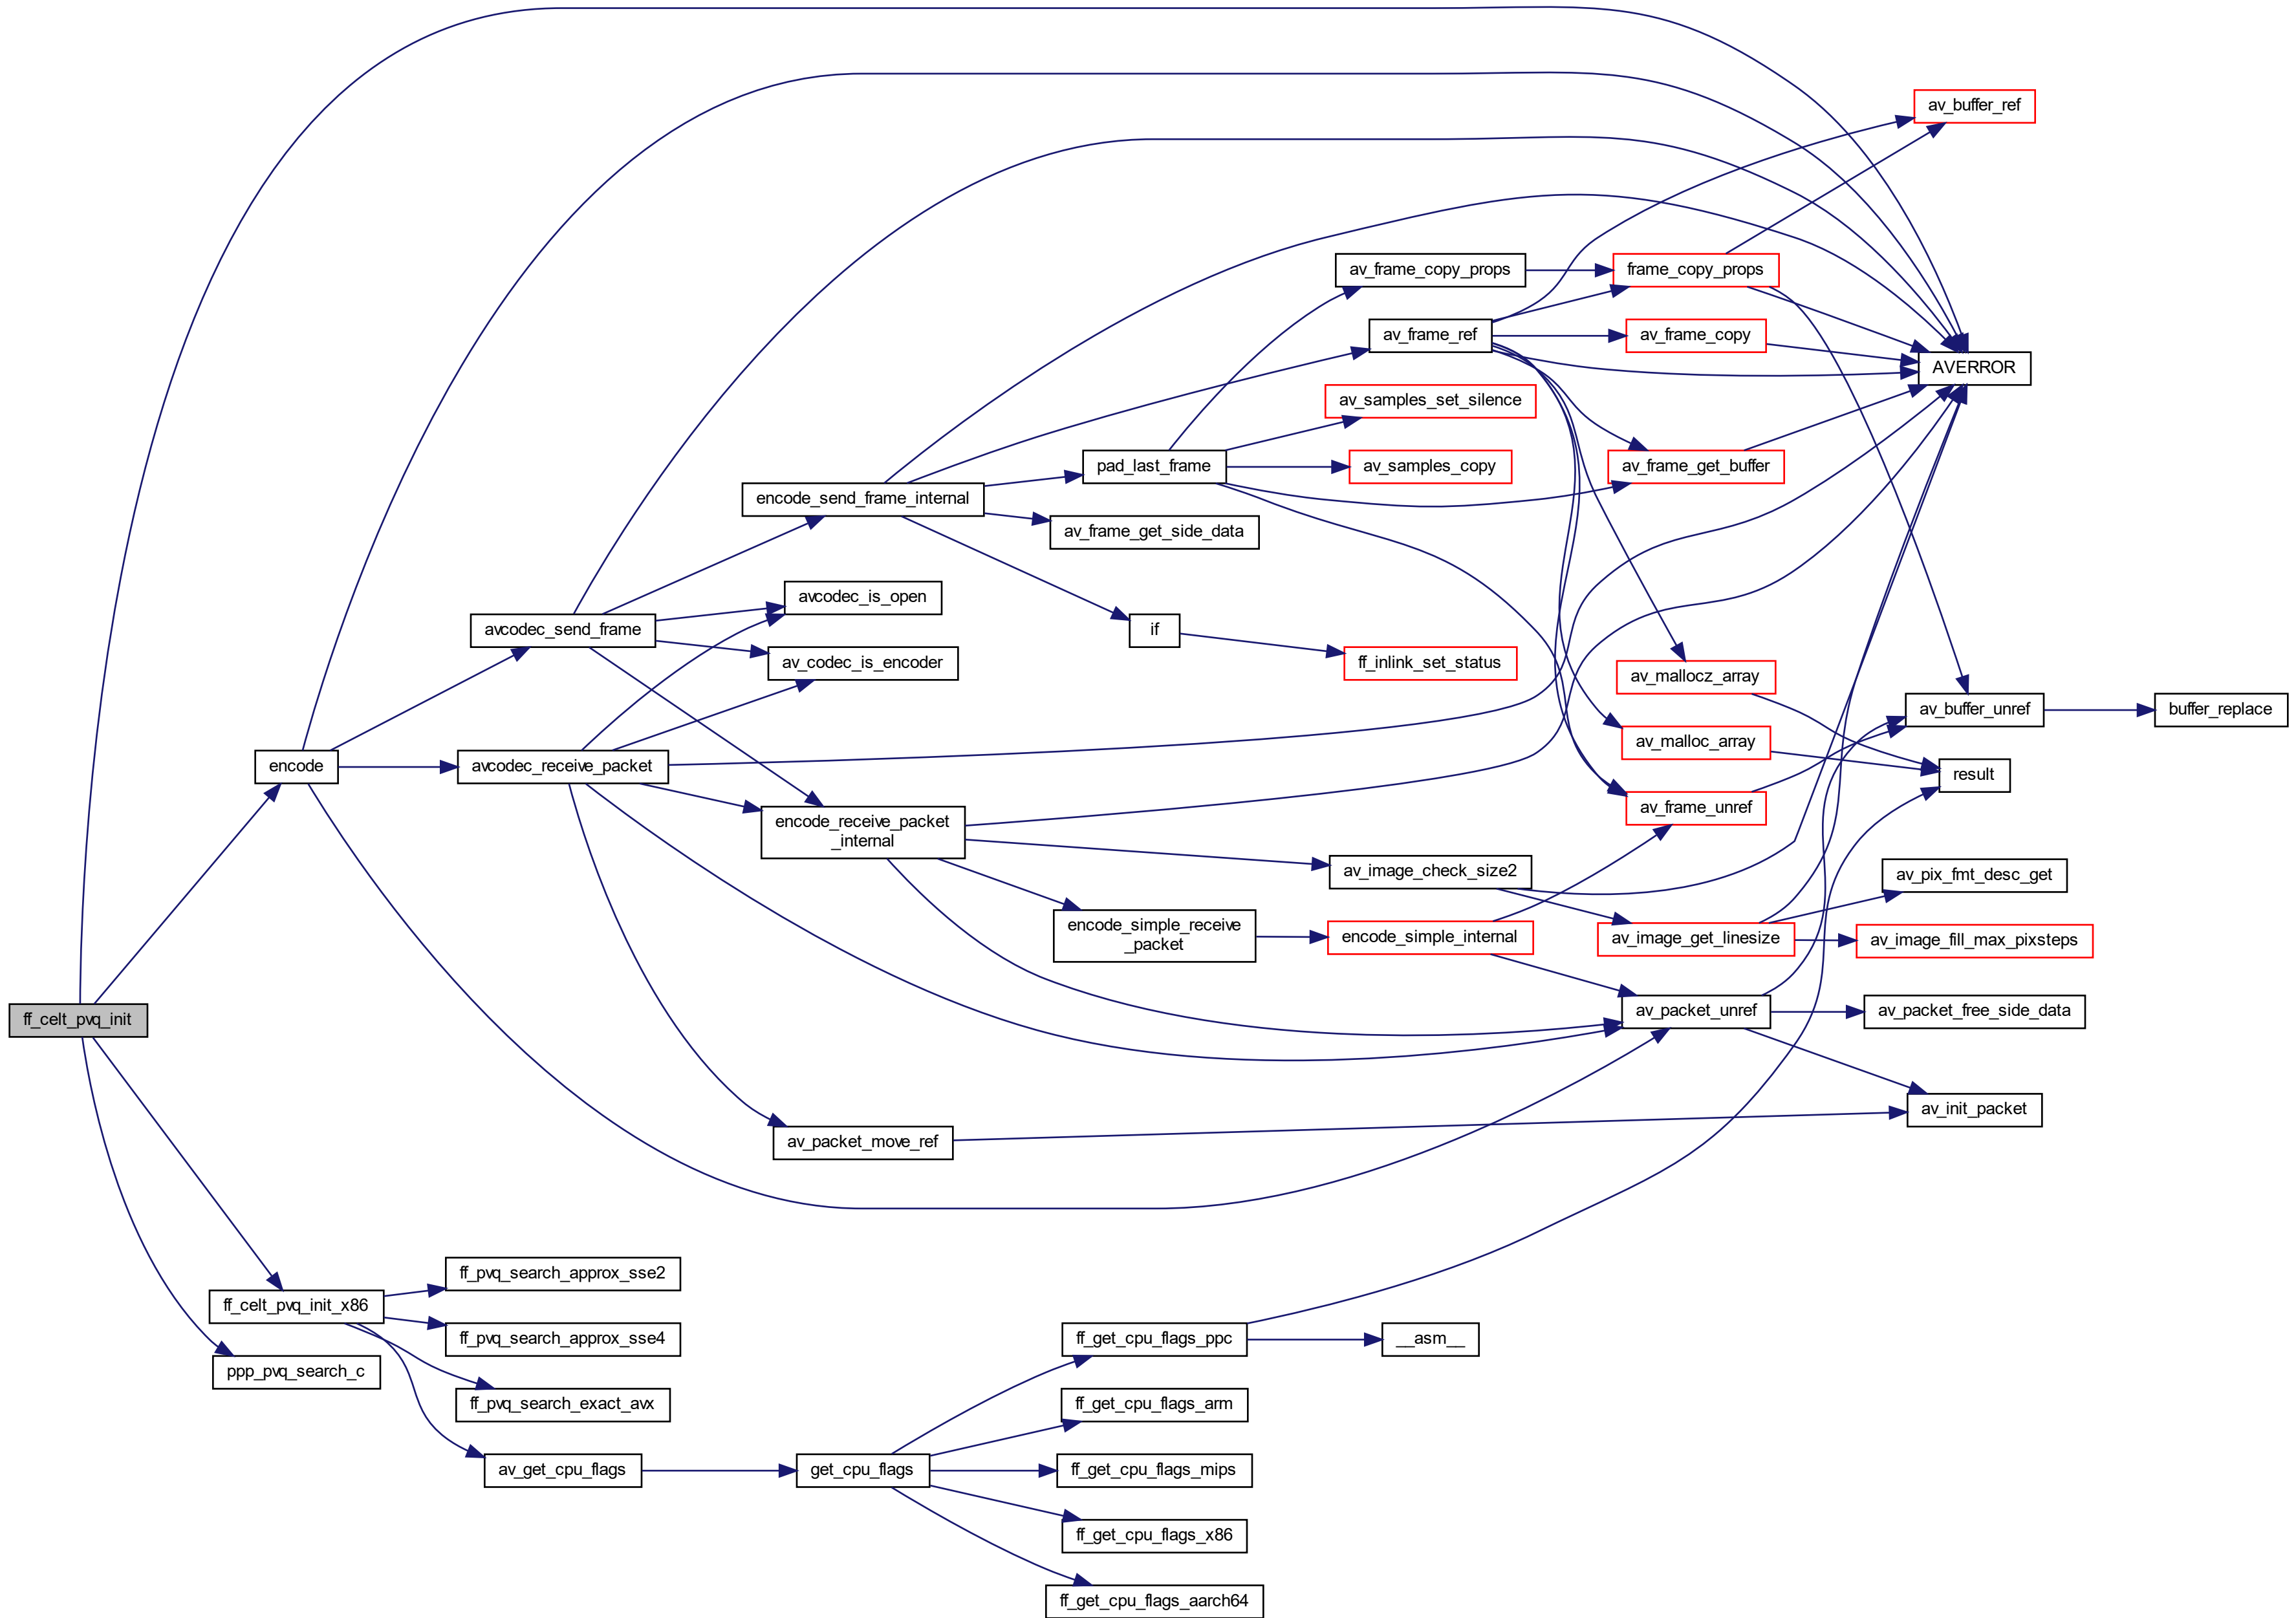 av_buffer_ref
av_frame_copy_props
frame_copy_props
av_frame_ref
av_frame_copy
AVERROR
av_samples_set_silence
pad_last_frame
av_samples_copy
av_frame_get_buffer
encode_send_frame_internal
av_frame_get_side_data
avcodec_is_open
avcodec_send_frame
if
av_codec_is_encoder
ff_inlink_set_status
av_mallocz_array
av_buffer_unref
buffer_replace
av_malloc_array
encode
avcodec_receive_packet
result
av_frame_unref
encode_receive_packet
_internal
av_image_check_size2
av_pix_fmt_desc_get
encode_simple_receive
_packet
encode_simple_internal
av_image_get_linesize
av_image_fill_max_pixsteps
ff_celt_pvq_init
av_packet_unref
av_packet_free_side_data
av_init_packet
av_packet_move_ref
ff_pvq_search_approx_sse2
ff_celt_pvq_init_x86
ff_pvq_search_approx_sse4
ff_get_cpu_flags_ppc
__asm__
ppp_pvq_search_c
ff_pvq_search_exact_avx
ff_get_cpu_flags_arm
av_get_cpu_flags
get_cpu_flags
ff_get_cpu_flags_mips
ff_get_cpu_flags_x86
ff_get_cpu_flags_aarch64